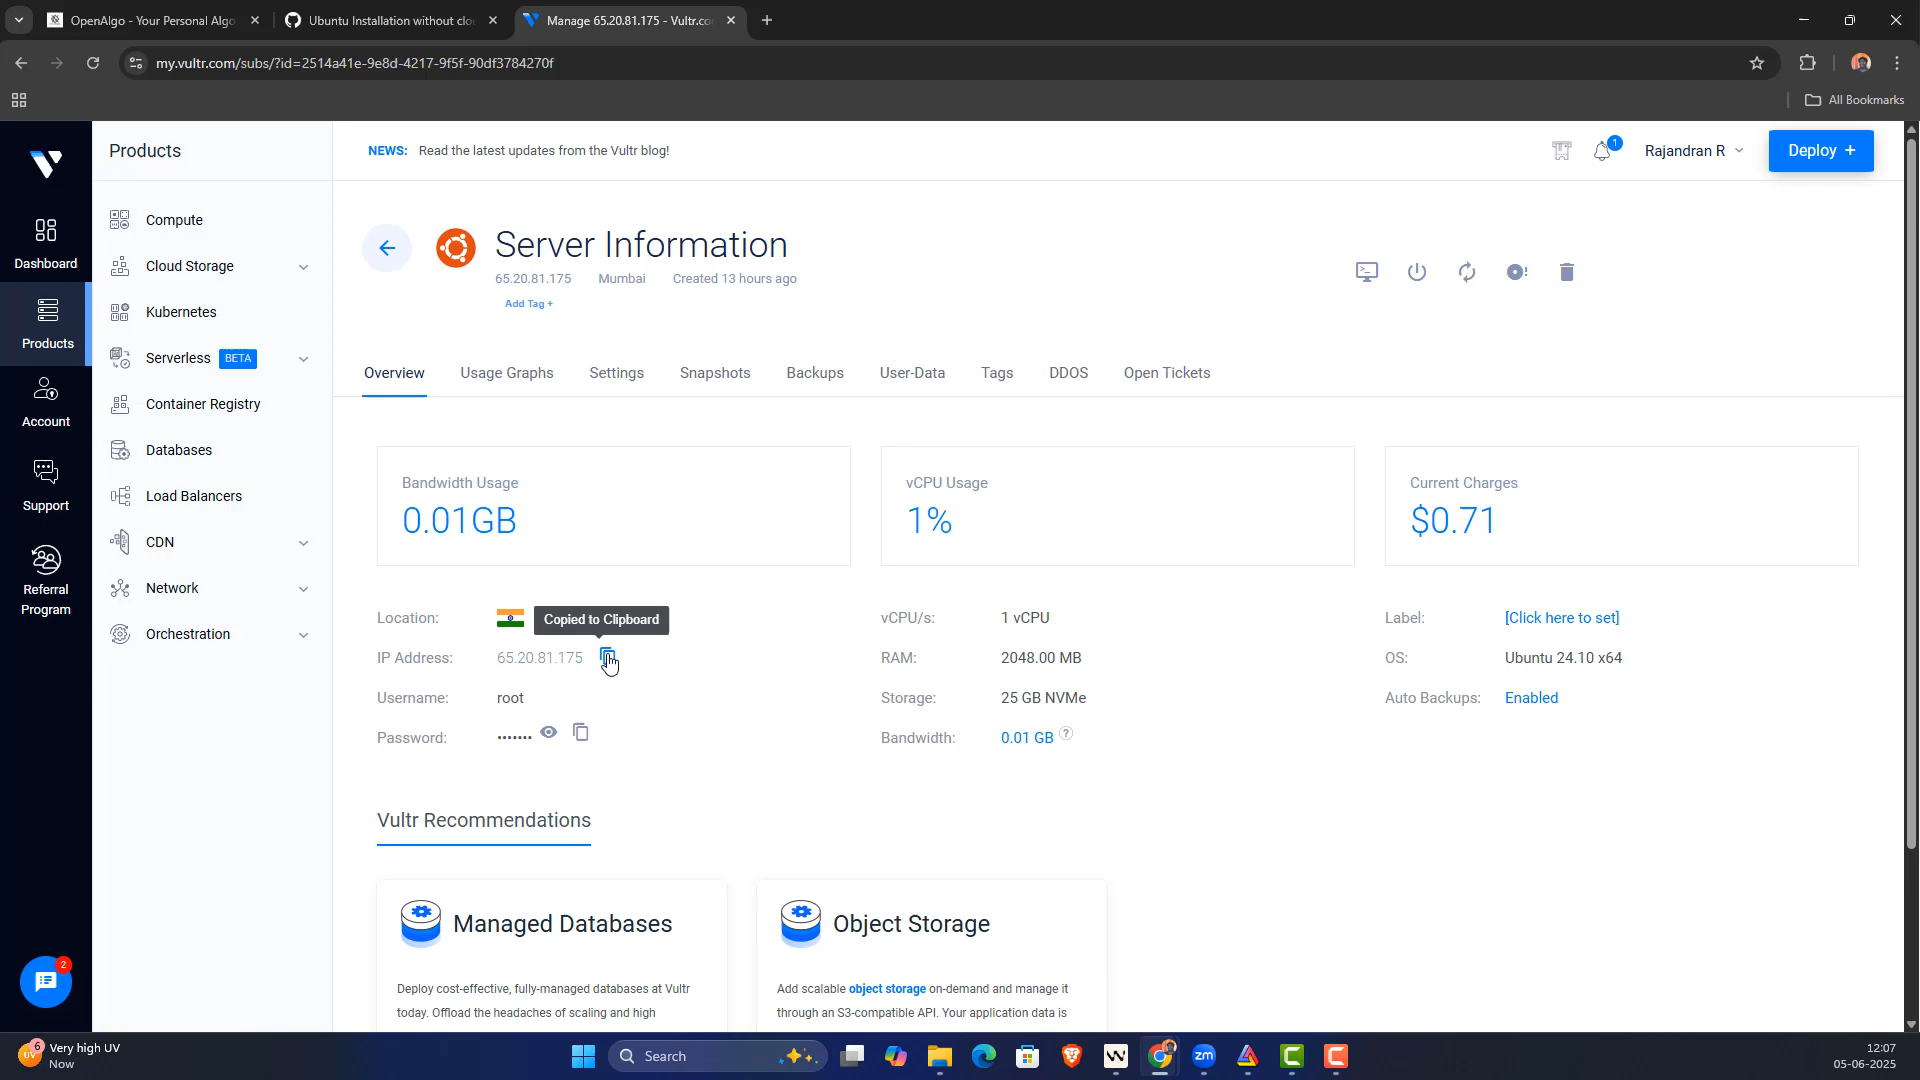 OpenAlgo - Your Personal Algo
Ubuntu Installation without clo
Manage 65.20.81.175 - Vultr.co
my.vultr.com/subs/?id=2514a41e-9e8d-4217-9f5f-90df3784270f
All Bookmarks
Products
NEWS: Read the latest updates from the Vultr blog!
1
Rajandran R
Deploy +
Dashboard
Products
Account
Support
Referral
Program
2
Compute
Cloud Storage
Kubernetes
Serverless BETA
Container Registry
Databases
Load Balancers
CDN
Network
Orchestration
Server Information
65.20.81.175 Mumbai Created 13 hours ago
Add Tag +
Overview Usage Graphs Settings Snapshots Backups User-Data Tags DDOS Open Tickets
Bandwidth Usage
0.01GB
vCPU Usage
1%
Current Charges
$0.71
Location:
Copied to Clipboard
IP Address: 65.20.81.175
Username: root
Password: •••••••
vCPU/s: 1 vCPU
RAM: 2048.00 MB
Storage: 25 GB NVMe
Bandwidth: 0.01 GB ?
Label: [Click here to set]
OS: Ubuntu 24.10 x64
Auto Backups: Enabled
Vultr Recommendations
Managed Databases
Deploy cost-effective, fully-managed databases at Vultr
today. Offload the headaches of scaling and high
Object Storage
Add scalable object storage on-demand and manage it
through an S3-compatible API. Your application data is
UV
6
Very high UV
Now
Search
zm
12:07
05-06-2025